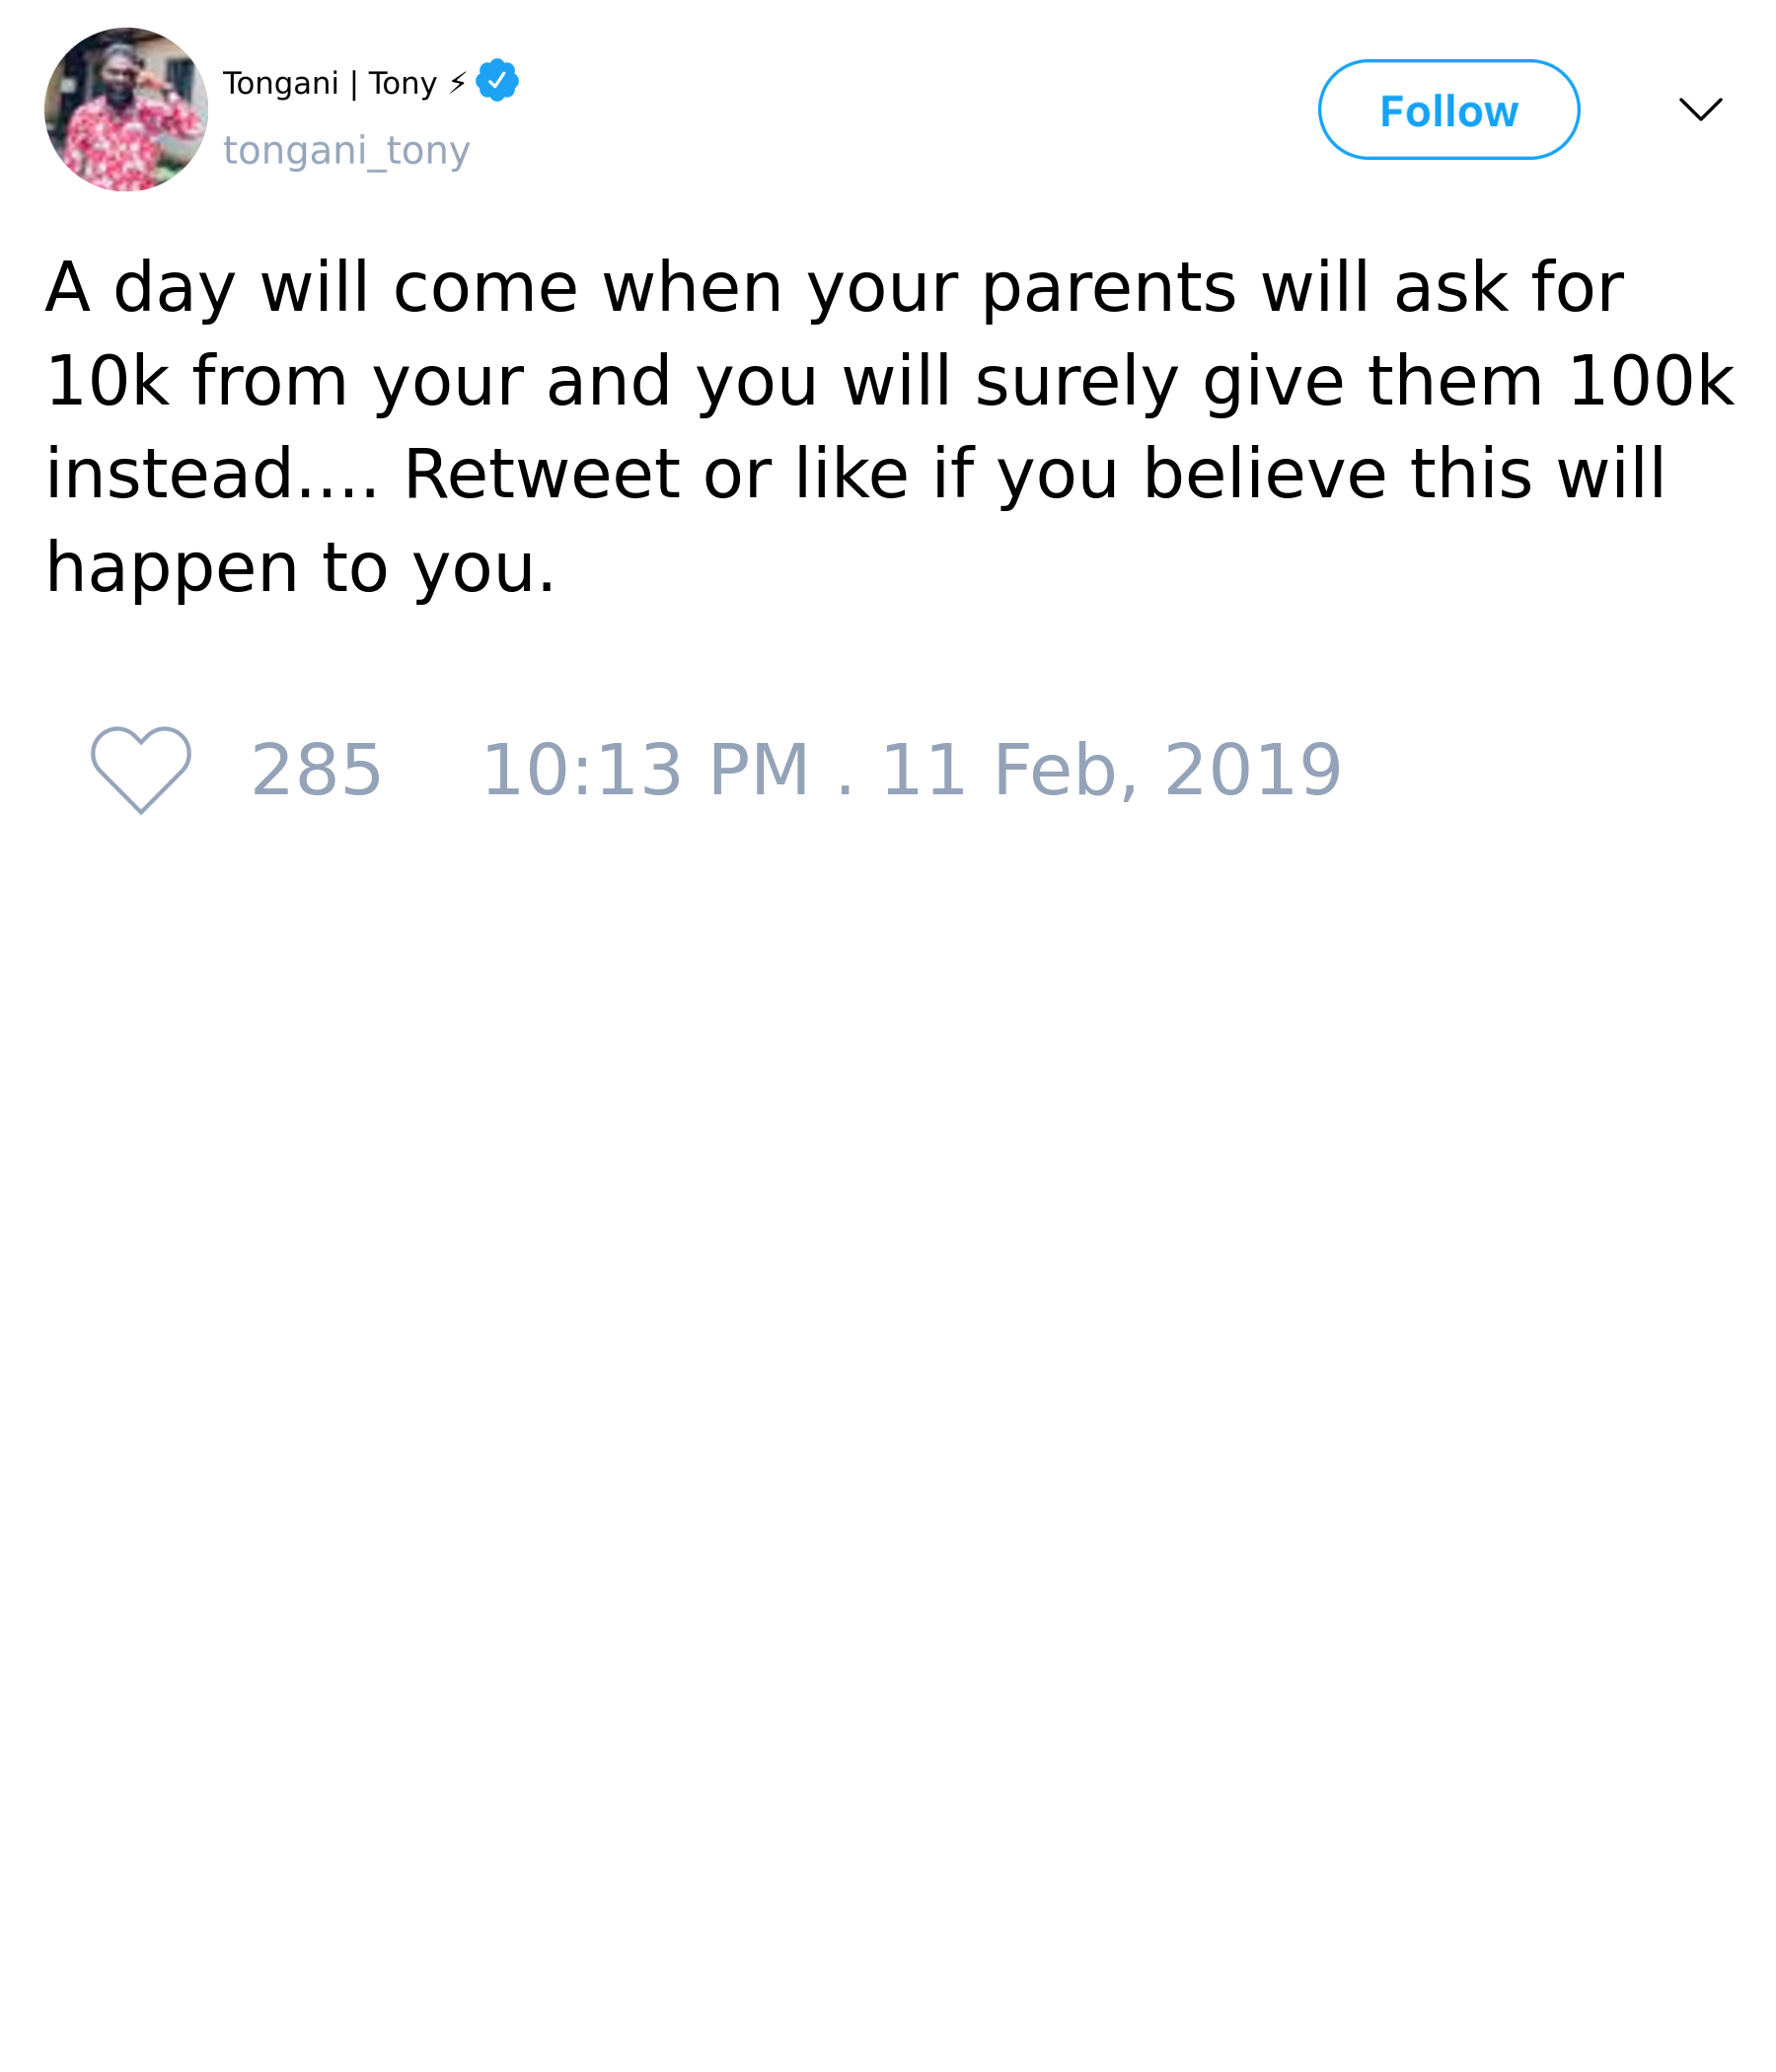 Tongani | Tony ⚡
tongani_tony
Follow
A day will come when your parents will ask for
10k from your and you will surely give them 100k
instead.... Retweet or like if you believe this will
happen to you.
285 10:13 PM . 11 Feb, 2019